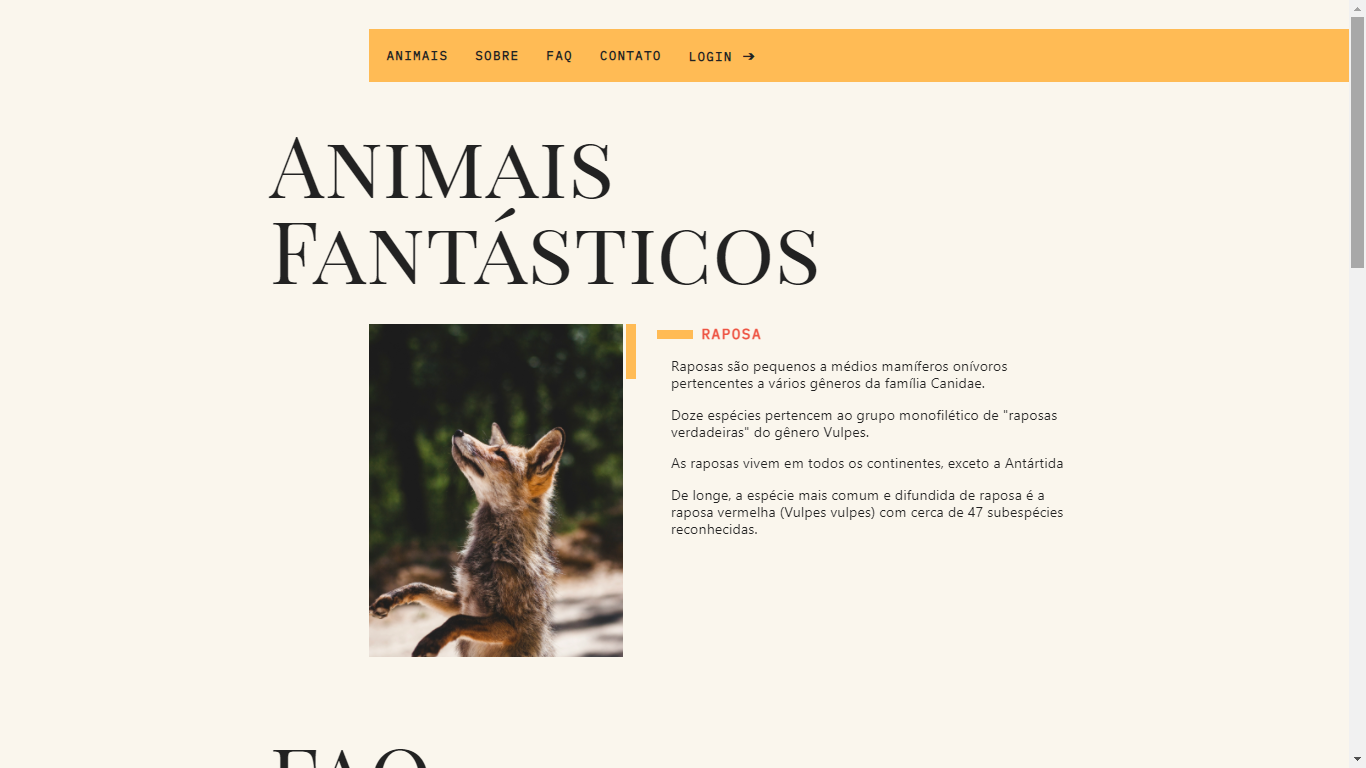 ANIMAIS SOBRE FAQ CONTATO LOGIN ➔
Animais
Fantásticos
RAPOSA
Raposas são pequenos a médios mamíferos onívoros
pertencentes a vários gêneros da família Canidae.
Doze espécies pertencem ao grupo monofilético de "raposas
verdadeiras" do gênero Vulpes.
As raposas vivem em todos os continentes, exceto a Antártida
De longe, a espécie mais comum e difundida de raposa é a
raposa vermelha (Vulpes vulpes) com cerca de 47 subespécies
reconhecidas.
FAQ